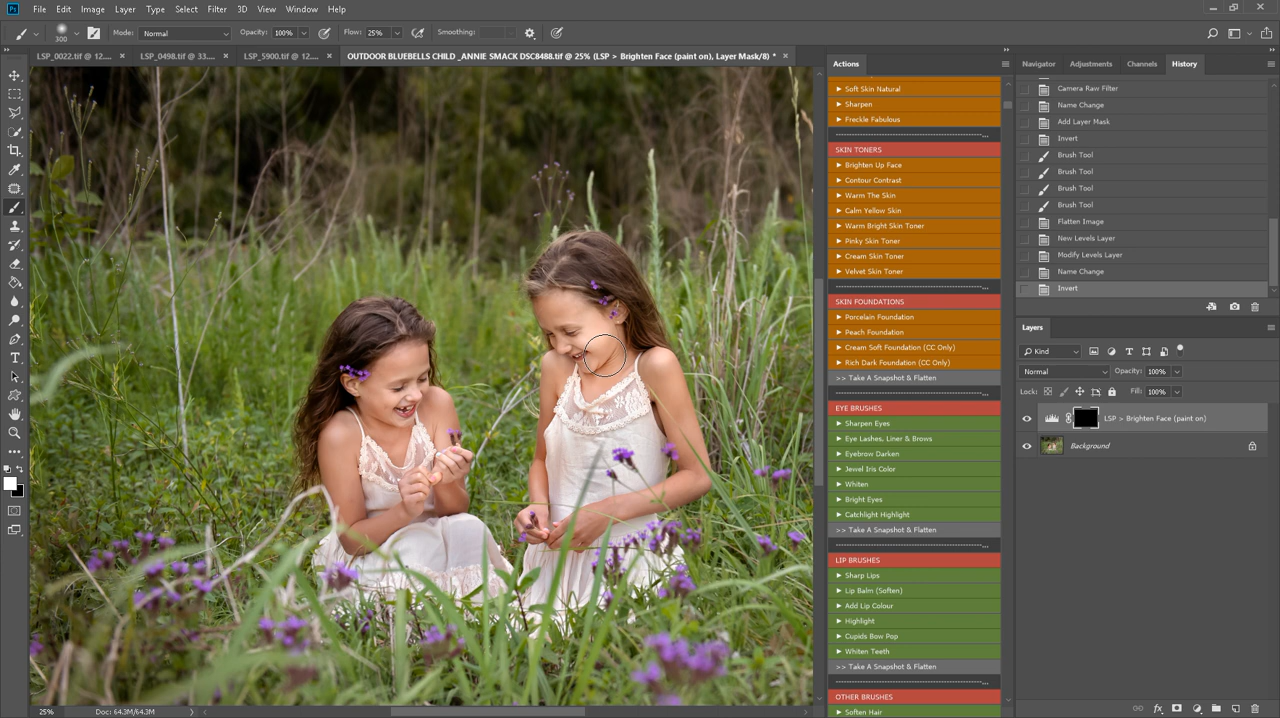 Ps File Edit Image Layer Type Select Filter 3D View Window Help
300 Mode: Normal Opacity: 100% Flow: 25% Smoothing:
LSP_0022.tif @ 12.... × LSP_0498.tif @ 33.... × LSP_5900.tif @ 12.... × OUTDOOR BLUEBELLS CHILD _ANNIE SMACK DSC8488.tif @ 25% (LSP > Brighten Face (paint on), Layer Mask/8) * ×
Actions
Soft Skin Natural
Sharpen
Freckle Fabulous
SKIN TONERS
Brighten Up Face
Contour Contrast
Warm The Skin
Calm Yellow Skin
Warm Bright Skin Toner
Pinky Skin Toner
Cream Skin Toner
Velvet Skin Toner
SKIN FOUNDATIONS
Porcelain Foundation
Peach Foundation
Cream Soft Foundation (CC Only)
Rich Dark Foundation (CC Only)
>> Take A Snapshot & Flatten
EYE BRUSHES
Sharpen Eyes
Eye Lashes, Liner & Brows
Eyebrow Darken
Jewel Iris Color
Whiten
Bright Eyes
Catchlight Highlight
>> Take A Snapshot & Flatten
LIP BRUSHES
Sharp Lips
Lip Balm (Soften)
Add Lip Colour
Highlight
Cupids Bow Pop
Whiten Teeth
>> Take A Snapshot & Flatten
OTHER BRUSHES
Soften Hair
Navigator Adjustments Channels History
Camera Raw Filter
Name Change
Add Layer Mask
Invert
Brush Tool
Brush Tool
Brush Tool
Brush Tool
Flatten Image
New Levels Layer
Modify Levels Layer
Name Change
Invert
Layers
Kind
Normal Opacity: 100%
Lock: Fill: 100%
LSP > Brighten Face (paint on)
Background
25% Doc: 64.3M/64.3M